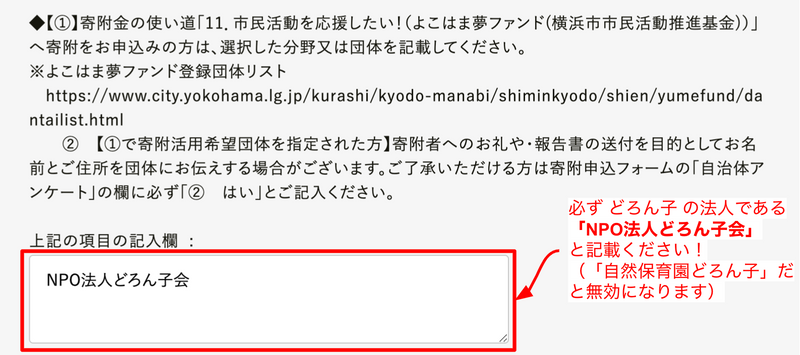 ◆【①】寄附金の使い道「11．市民活動を応援したい！（よこはま夢ファンド(横浜市市民活動推進基金))」
へ寄附をお申込みの方は、選択した分野又は団体を記載してください。
※よこはま夢ファンド登録団体リスト
https://www.city.yokohama.lg.jp/kurashi/kyodo-manabi/shiminkyodo/shien/yumefund/da
ntailist.html
② 【①で寄附活用希望団体を指定された方】寄附者へのお礼や・報告書の送付を目的としてお名
前とご住所を団体にお伝えする場合がございます。ご了承いただける方は寄附申込フォームの「自治体ア
ンケート」の欄に必ず「② はい」とご記入ください。
上記の項目の記入欄 ：
NPO法人どろん子会
必ず どろん子 の法人である
「NPO法人どろん子会」
と記載ください！
（「自然保育園どろん子」だ
と無効になります）